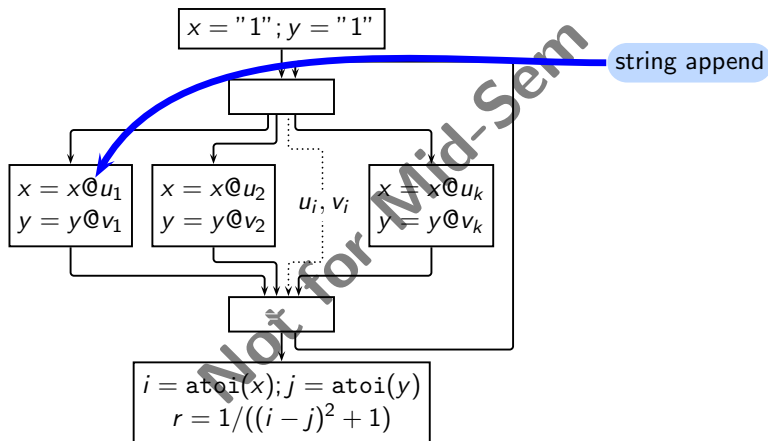 x = "1"; y = "1"
string append
x = x@u₁
y = y@v₁
x = x@u₂
y = y@v₂
uᵢ, vᵢ
x = x@uₖ
y = y@vₖ
i = atoi(x); j = atoi(y)
r = 1/((i − j)² + 1)
Not for Mid-Sem